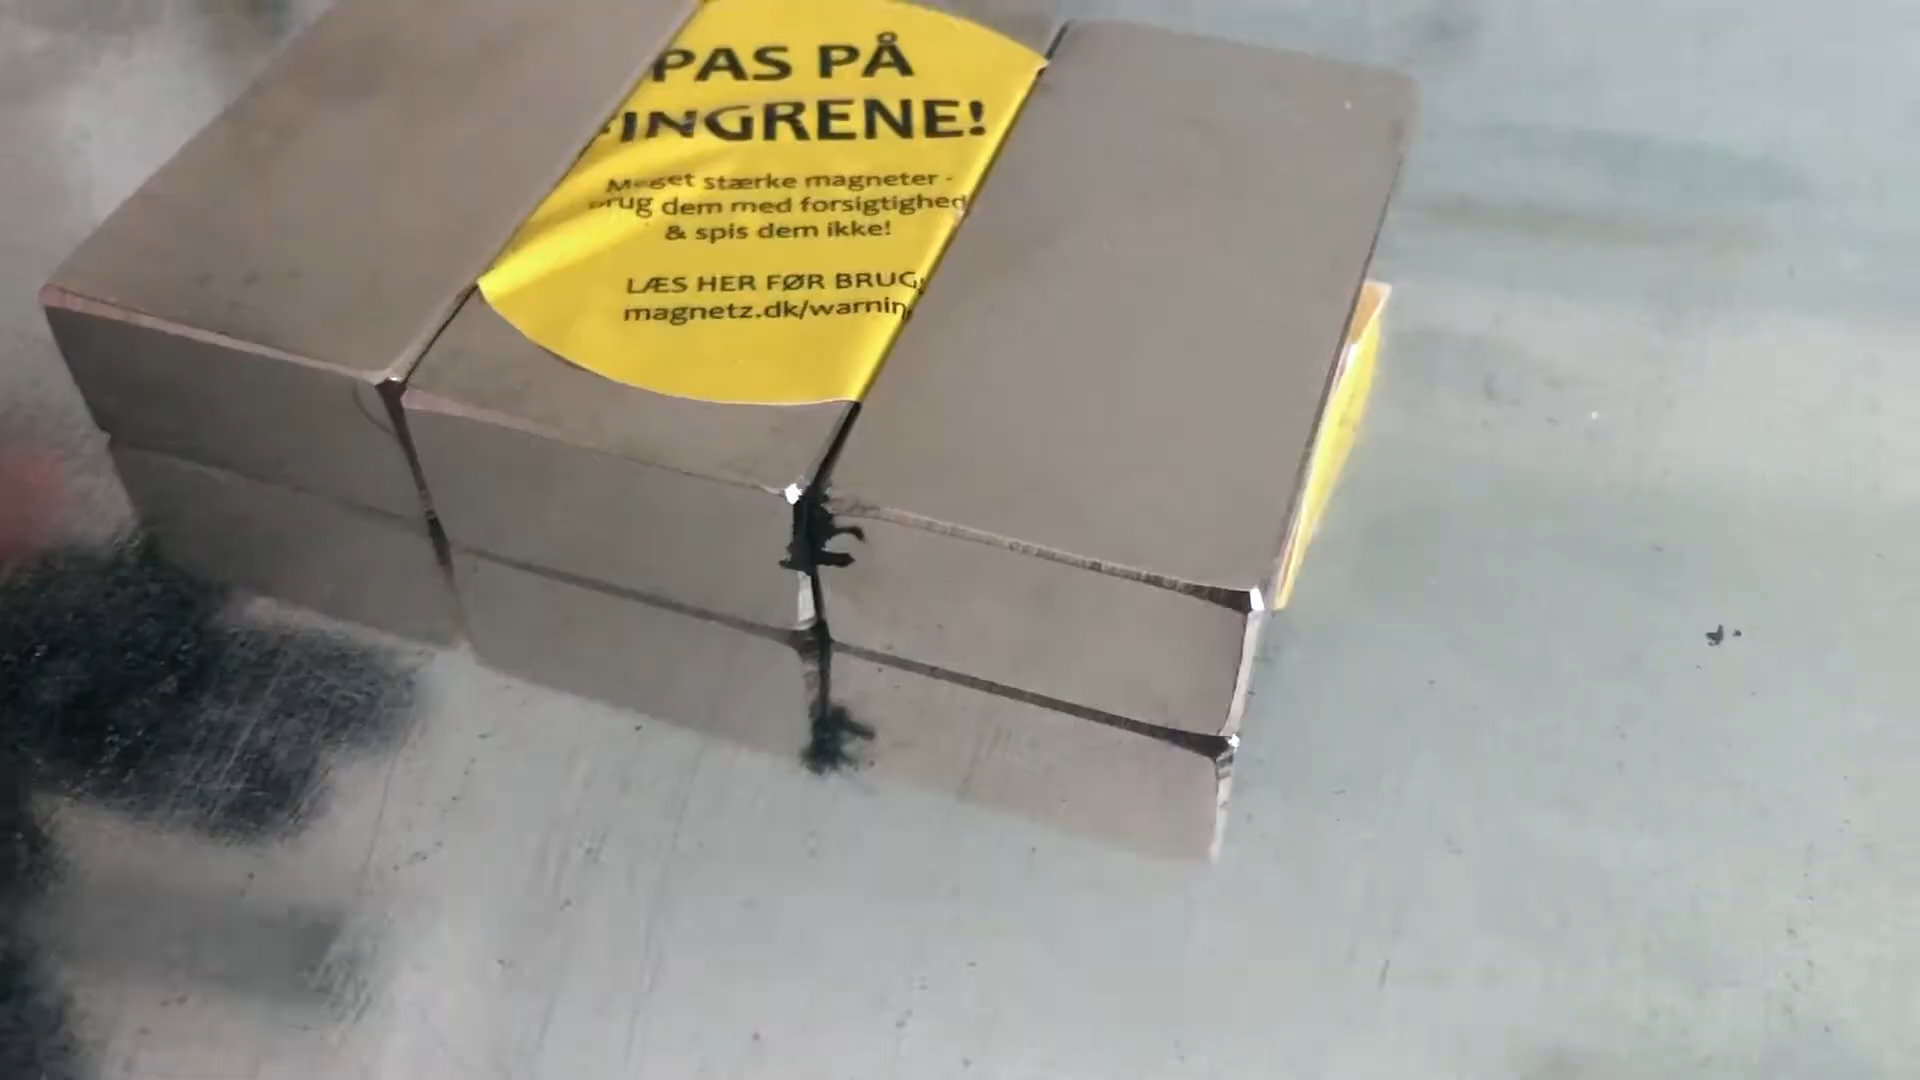 PAS PÅ
FINGRENE!
Meget stærke magneter -
brug dem med forsigtighed
& spis dem ikke!
LÆS HER FØR BRUG
magnetz.dk/warnin